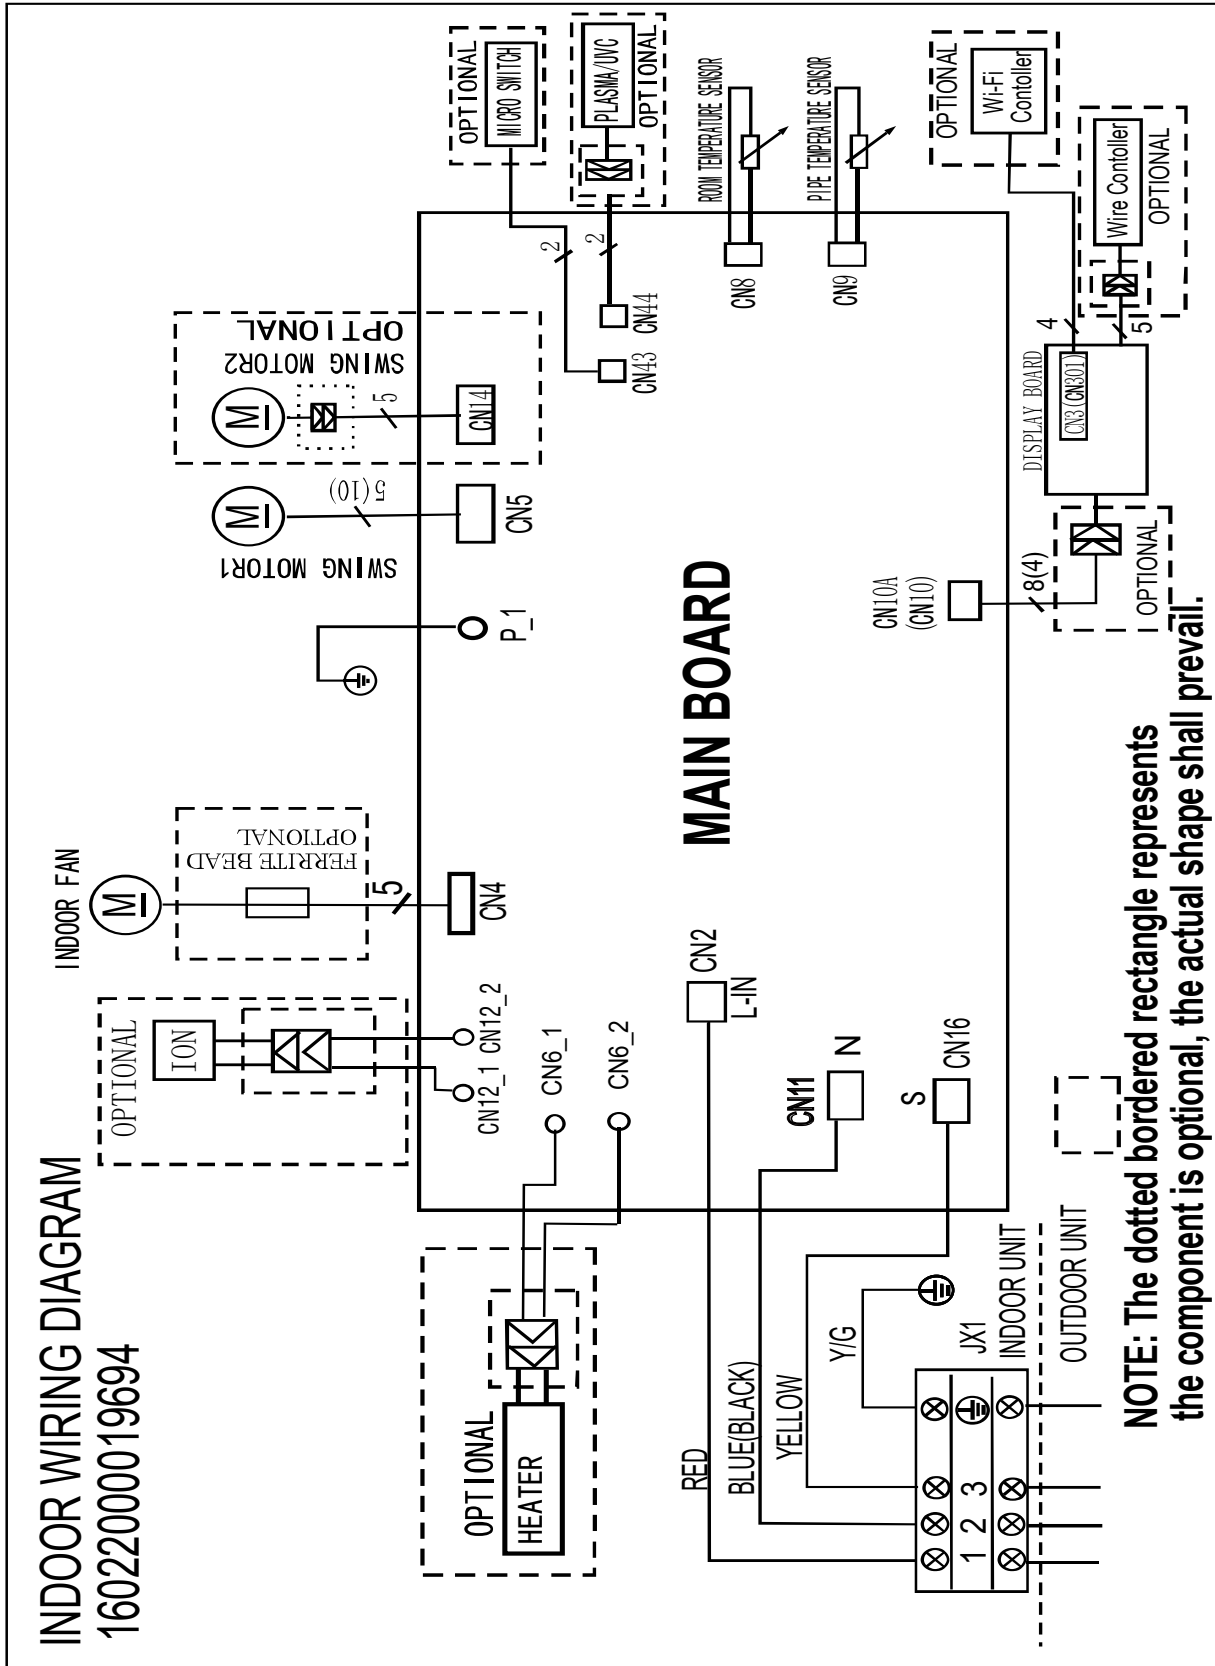 INDOOR WIRING DIAGRAM
16022000019694
OPTIONAL
ION
CN12_1
CN12_2
INDOOR FAN
M
FERRITE BEAD
OPTIONAL
5
CN4
P_1
SWING MOTOR1
M
5(10)
CN5
SWING MOTOR2
OPTIONAL
M
5
CN14
OPTIONAL
MICRO SWITCH
2
CN43
PLASMA/UVC
OPTIONAL
2
CN44
ROOM TEMPERATURE SENSOR
CN8
PIPE TEMPERATURE SENSOR
CN9
OPTIONAL
Wi-Fi
Contoller
4
Wire Contoller
OPTIONAL
5
DISPLAY BOARD
CN3(CN301)
OPTIONAL
8(4)
CN10A
(CN10)
MAIN BOARD
CN6_1
CN6_2
OPTIONAL
HEATER
CN2
L-IN
CN11
N
S
CN16
RED
BLUE(BLACK)
YELLOW
Y/G
1 2 3
JX1
INDOOR UNIT
OUTDOOR UNIT
NOTE: The dotted bordered rectangle represents
the component is optional, the actual shape shall prevail.